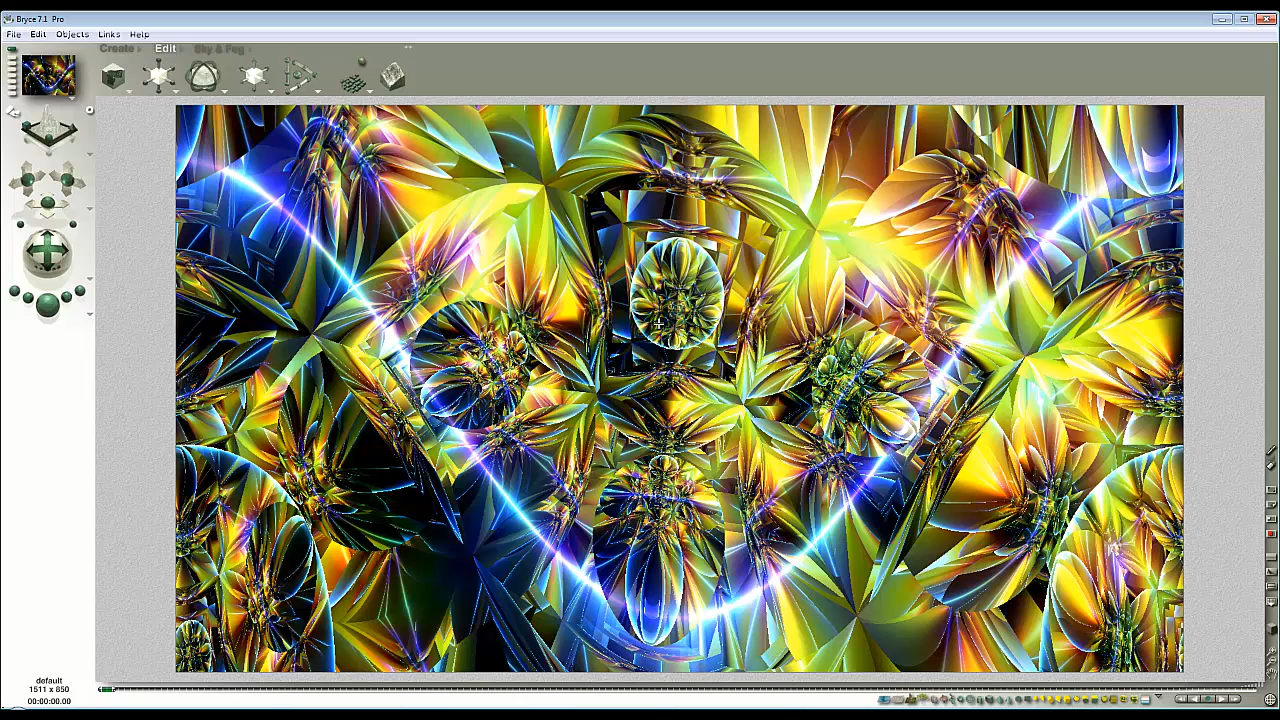 Bryce 7.1 Pro
File Edit Objects Links Help
Create Edit Sky & Fog
default
1511 x 850
00:00:00.00